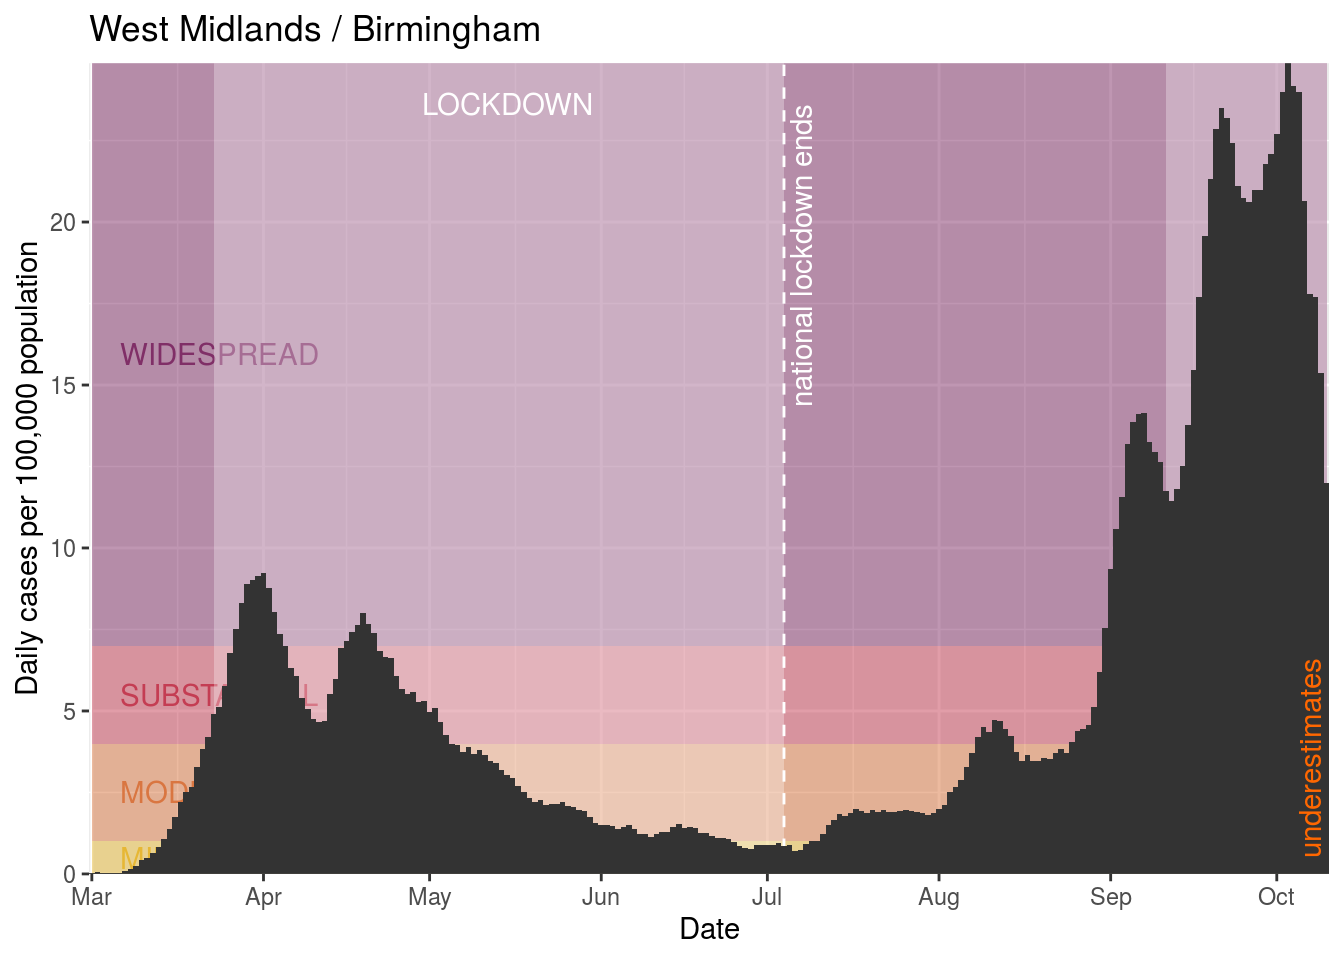 West Midlands / Birmingham
LOCKDOWN
national lockdown ends
WIDESPREAD
underestimates
Daily cases per 100,000 population
20
15
10
5
0
Mar Apr May Jun Jul Aug Sep Oct
Date